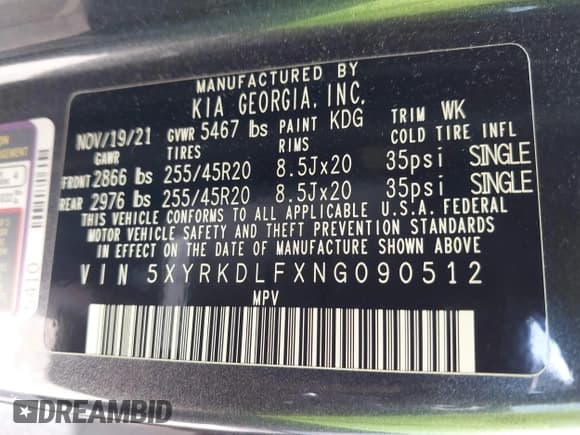 MANUFACTURED BY
KIA GEORGIA, INC.
NOV/19/21 GVWR 5467 lbs PAINT KDG TRIM WK
GAWR TIRES RIMS COLD TIRE INFL
FRONT 2866 lbs 255/45R20 8.5Jx20 35psi SINGLE
REAR 2976 lbs 255/45R20 8.5Jx20 35psi SINGLE
THIS VEHICLE CONFORMS TO ALL APPLICABLE U.S.A. FEDERAL
MOTOR VEHICLE SAFETY AND THEFT PREVENTION STANDARDS
IN EFFECT ON THE DATE OF MANUFACTURE SHOWN ABOVE
VIN 5XYRKDLFXNG090512
MPV
DREAMBID